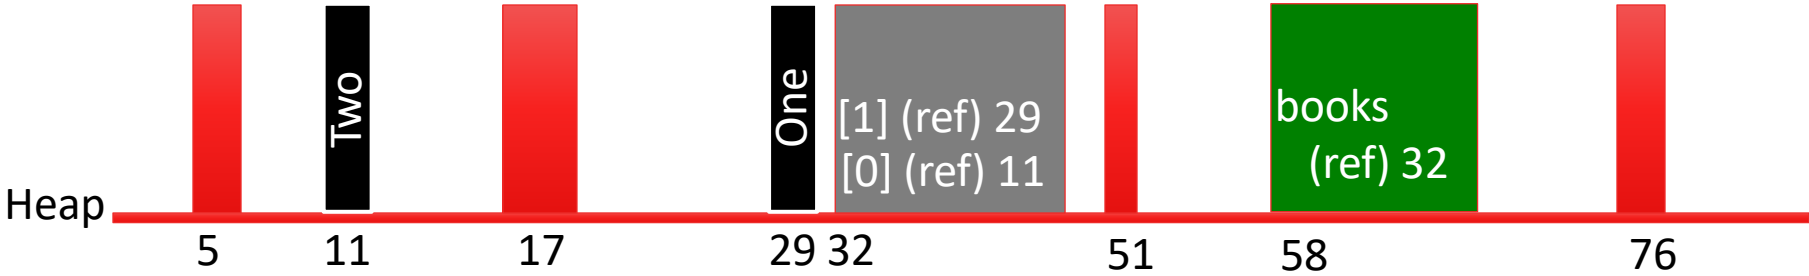 Two
One
[1] (ref) 29
[0] (ref) 11
books
(ref) 32
Heap
5 11 17 29 32 51 58 76